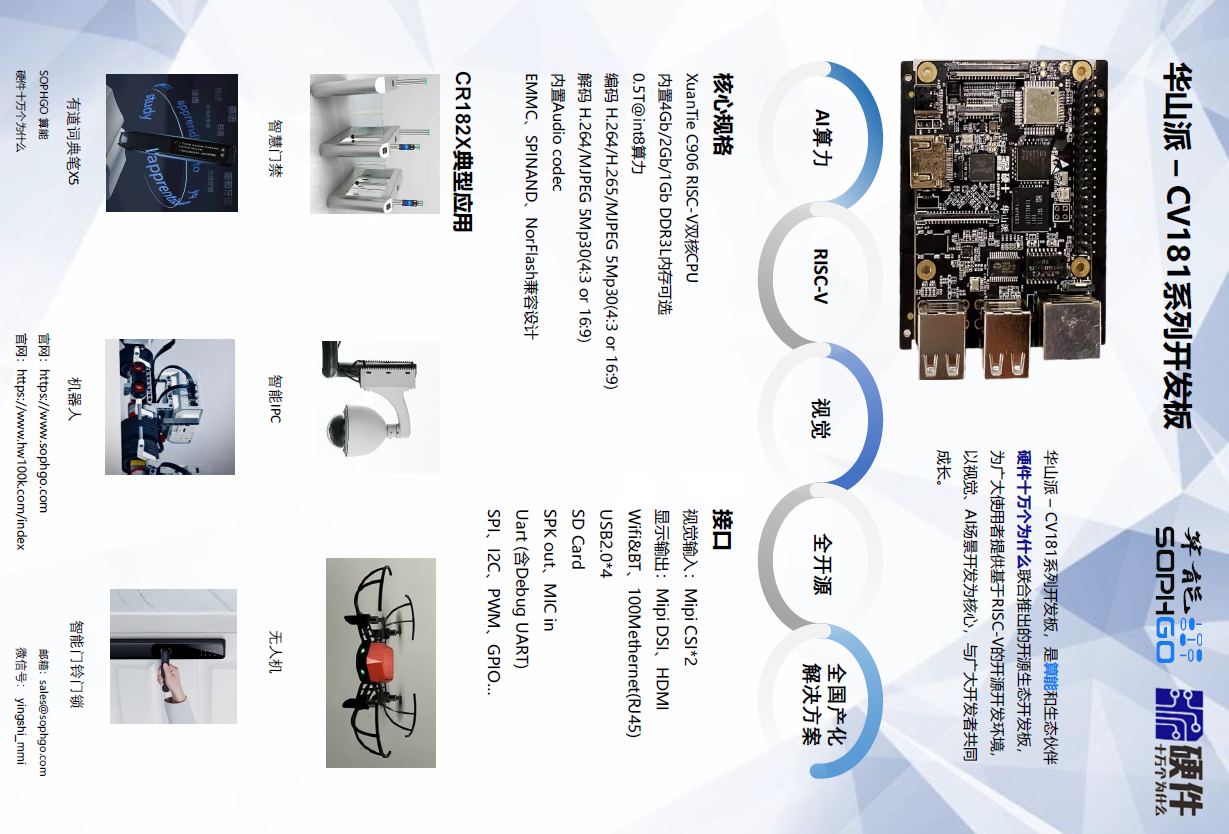 华山派 – CV181系列开发板
算能
SOPHGO
硬件
十万个为什么
华山派 – CV181系列开发板，是算能和生态伙伴
硬件十万个为什么联合推出的开源生态开发板，
为广大使用者提供基于RISC-V的开源开发环境，
以视觉、AI场景开发为核心，与广大开发者共同
成长。
AI算力
RISC-V
视觉
全开源
全国产化
解决方案
核心规格
XuanTie C906 RISC-V双核CPU
内置4Gb/2Gb/1Gb DDR3L内存可选
0.5T@int8算力
编码 H.264/H.265/MJPEG 5Mp30(4:3 or 16:9)
解码 H.264/MJPEG 5Mp30(4:3 or 16:9)
内置Audio codec
EMMC、SPINAND、NorFlash兼容设计
接口
视觉输入：Mipi CSI*2
显示输出：Mipi DSI、HDMI
Wifi&BT、100Methernet(RJ45)
USB2.0*4
SD Card
SPK out、MIC in
Uart (含Debug UART)
SPI、I2C、PWM、GPIO...
CR182X典型应用
智慧门禁
智能IPC
无人机
study
apprendre
l'apprendista
to
by
葡萄牙语
有道词典笔X5
机器人
智能门铃门锁
SOPHGO 算能
官网：https://www.sophgo.com
邮箱：sales@sophgo.com
硬件十万个为什么
官网：https://www.hw100k.com/index
微信号：yingshi_mmi